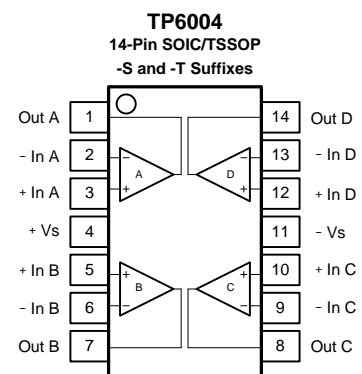 TP6004
14-Pin SOIC/TSSOP
-S and -T Suffixes
Out A 1 14 Out D
- In A 2 - - 13 - In D
A D
+ In A 3 + + 12 + In D
+ Vs 4 11 - Vs
+ In B 5 + + 10 + In C
B C
- In B 6 - - 9 - In C
Out B 7 8 Out C